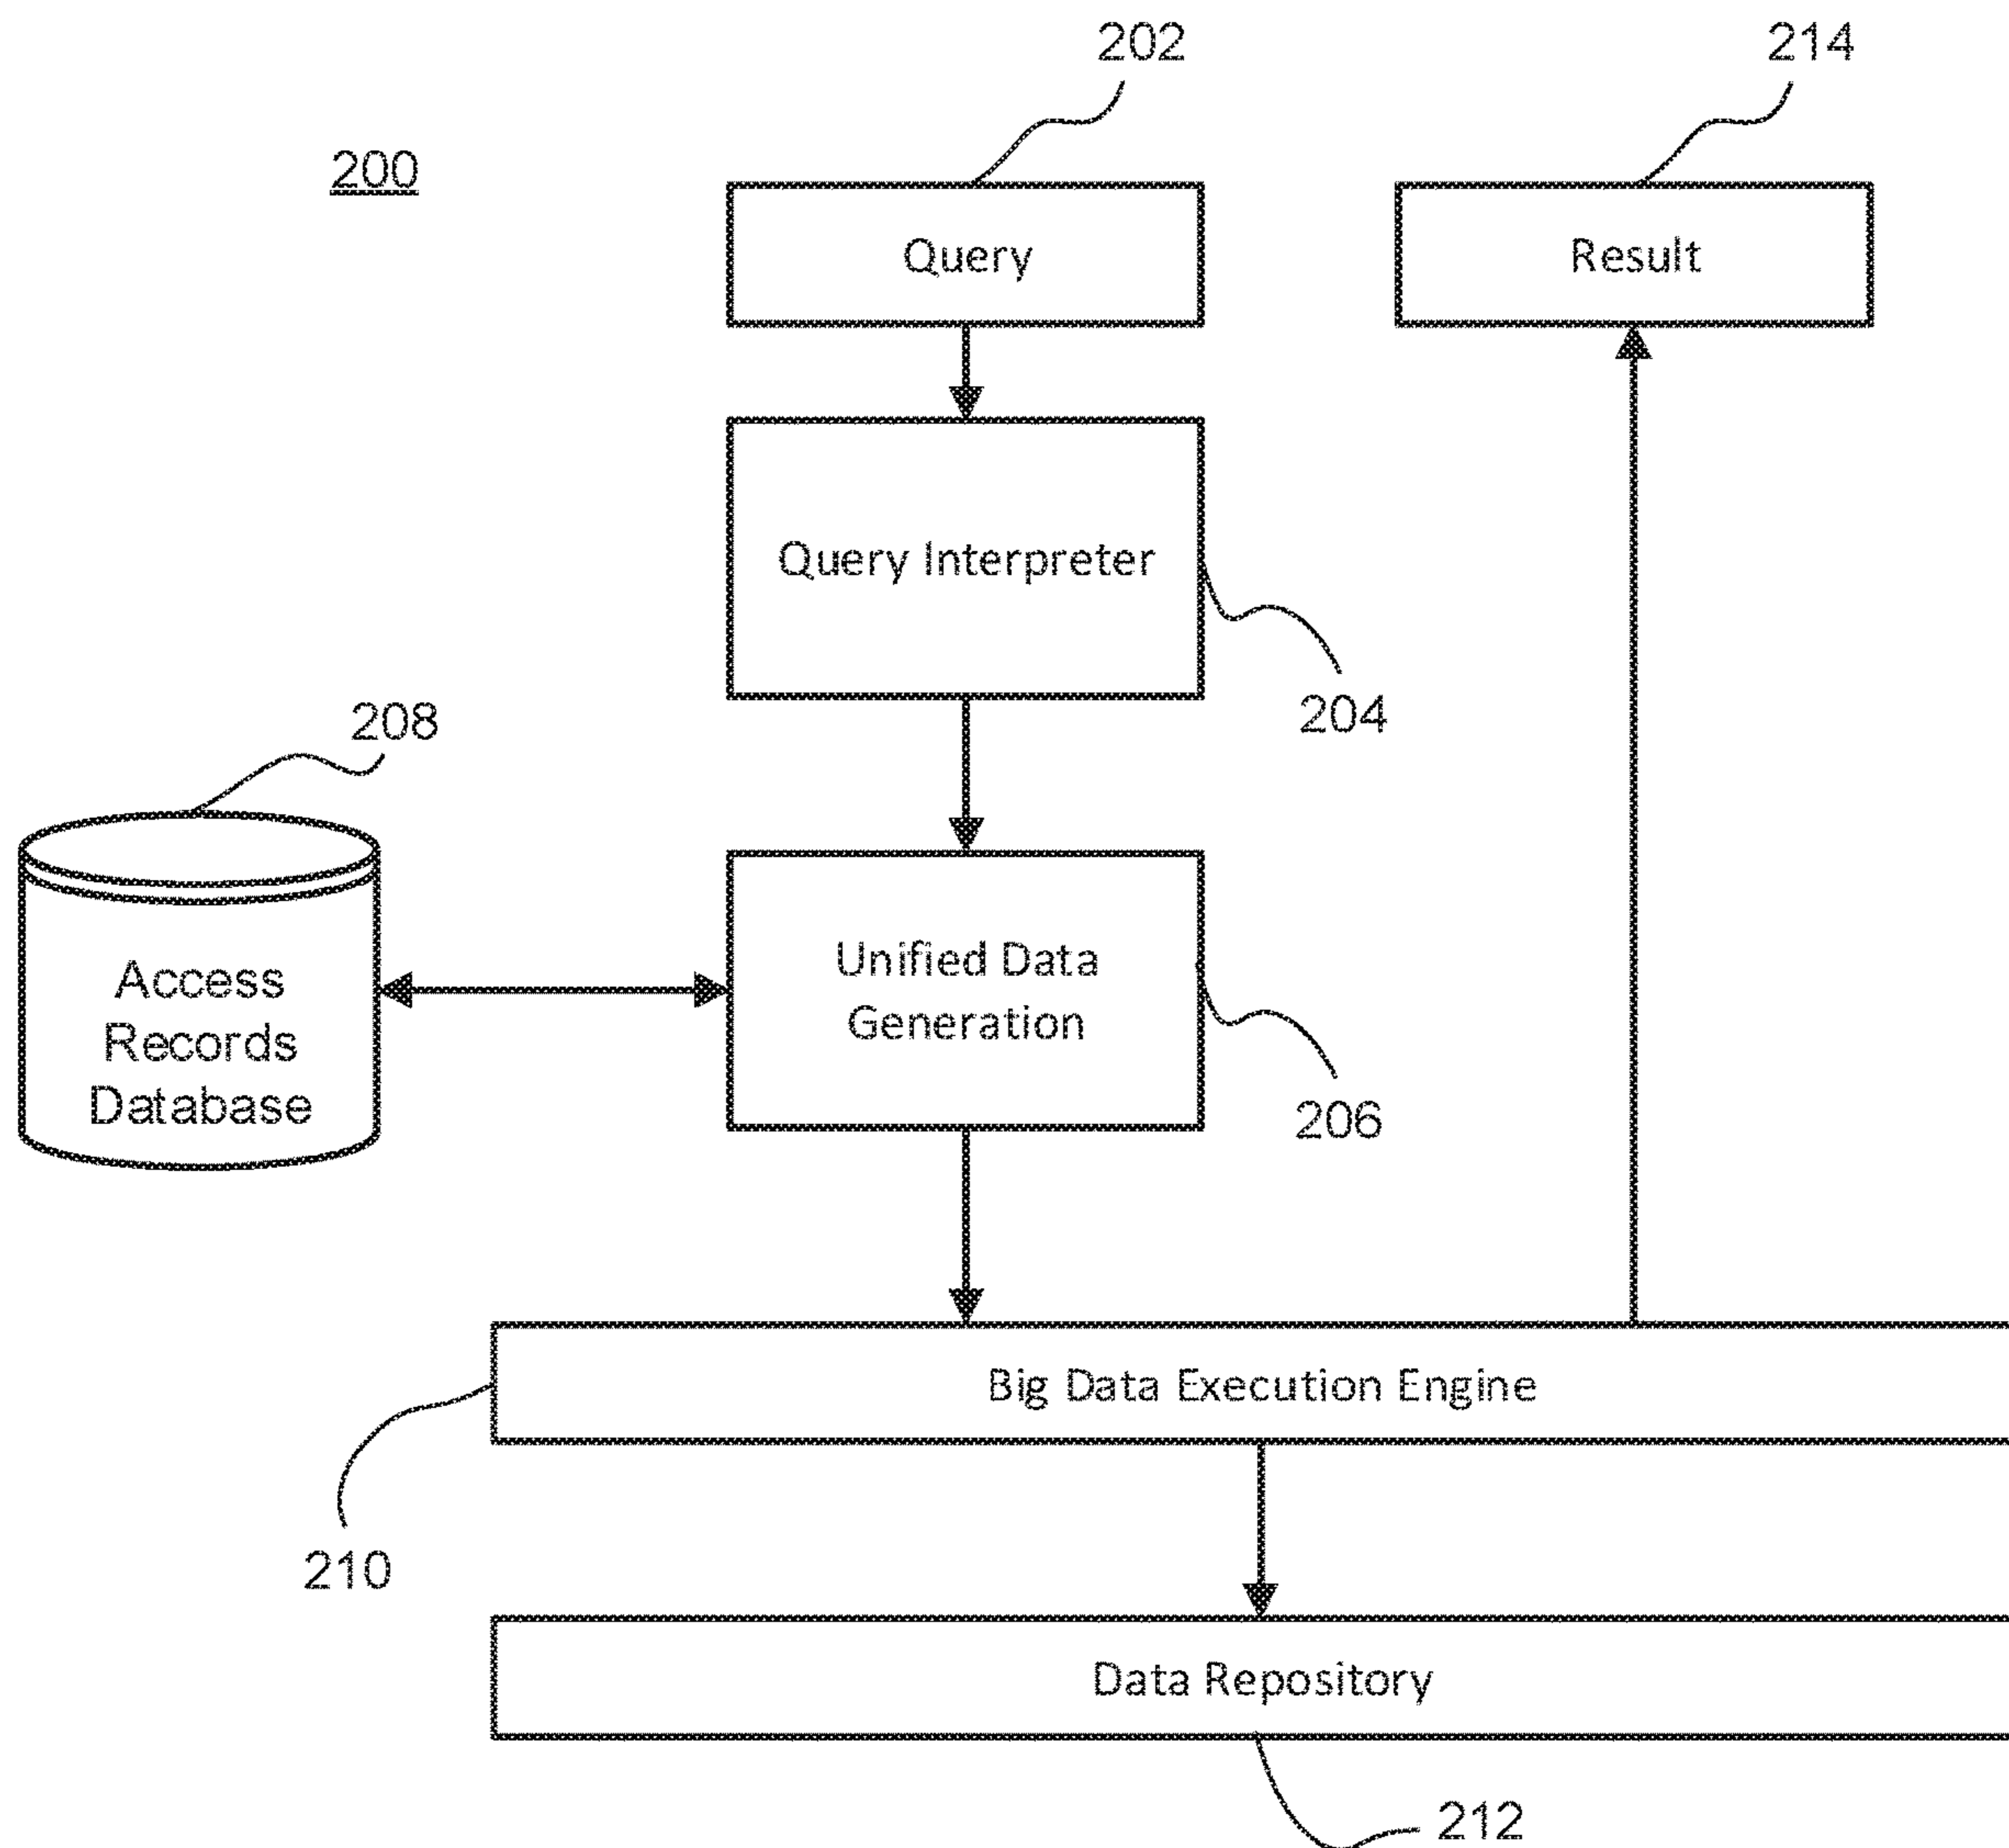 202
214
200
Query
Result
Query Interpreter
204
208
Access
Records
Database
Unified Data
Generation
206
Big Data Execution Engine
210
Data Repository
212